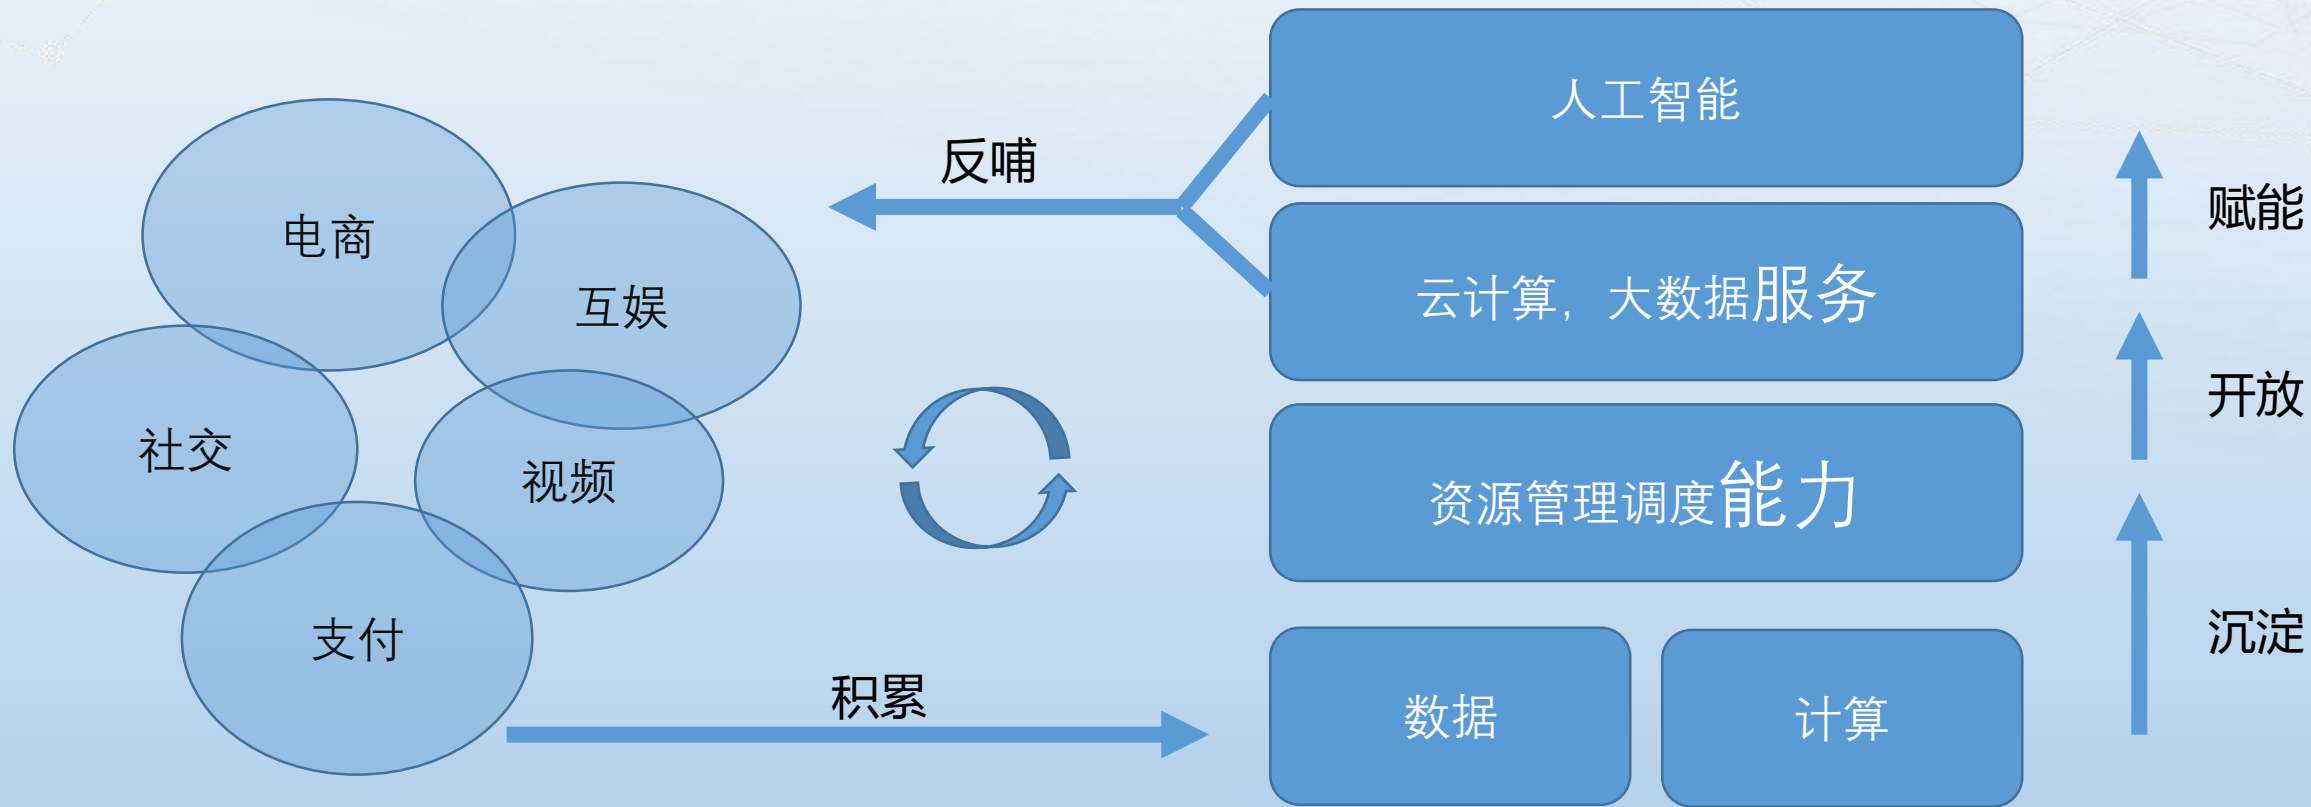 电商
互娱
社交
视频
支付
反哺
积累
人工智能
云计算，大数据服务
资源管理调度能力
数据
计算
赋能
开放
沉淀